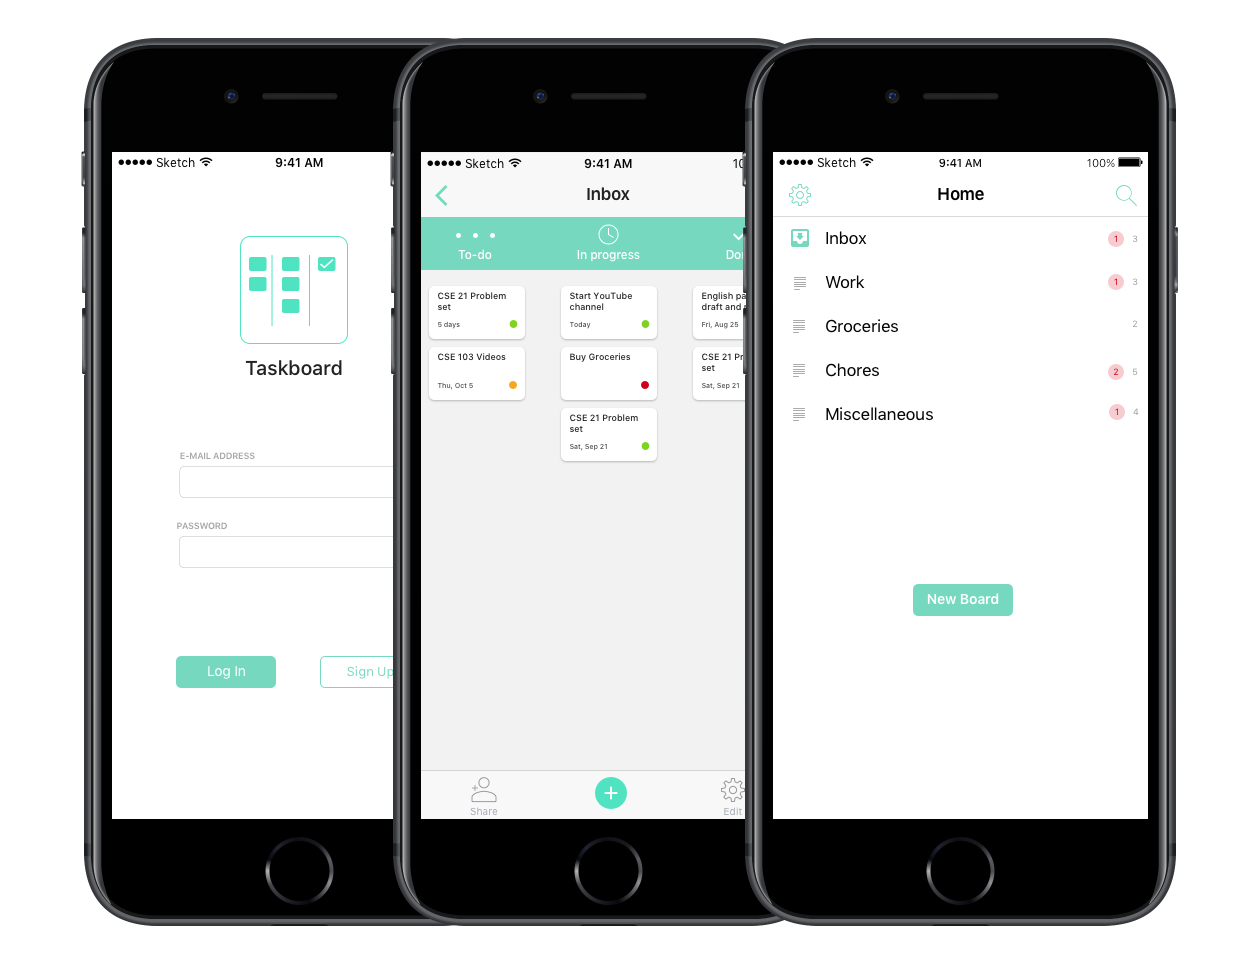 Sketch 9:41 AM
Taskboard
E-MAIL ADDRESS
PASSWORD
Log In
Sign Up
Sketch 9:41 AM
Inbox
To-do
In progress
CSE 21 Problem
set
5 days
CSE 103 Videos
Thu, Oct 5
Start YouTube
channel
Today
Buy Groceries
CSE 21 Problem
set
Sat, Sep 21
English
draft and
Fri, Aug 25
CSE 21
set
Sat, Sep 21
Share
Edit
Sketch 9:41 AM 100%
Home
Inbox 1 3
Work 1 3
Groceries 2
Chores 2 5
Miscellaneous 1 4
New Board